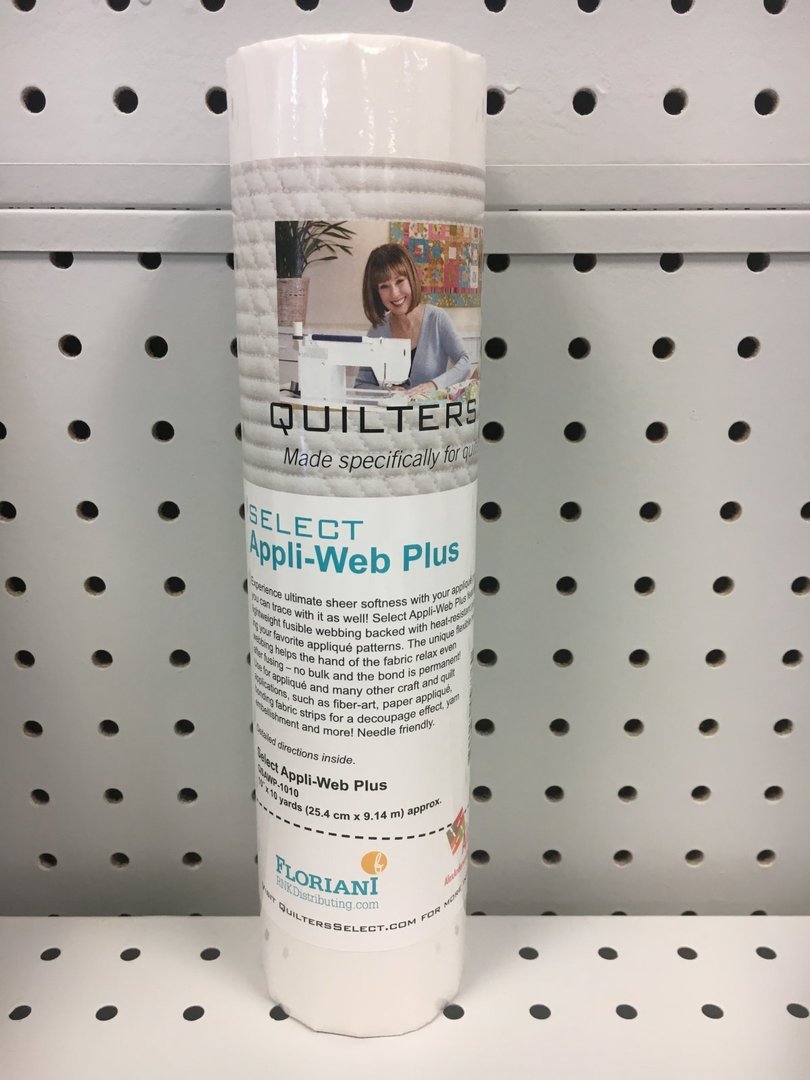 QUILTERS
Made specifically for
SELECT
Appli-Web Plus
Experience ultimate sheer softness with your appliqué
you can trace with it as well! Select Appli-Web Plus
lightweight fusible webbing backed with heat-resistant
your favorite appliqué patterns. The unique flexible
webbing helps the hand of the fabric relax even
after fusing – no bulk and the bond is permanent!
Use for appliqué and many other craft and quilt
applications, such as fiber-art, paper appliqué,
bonding fabric strips for a decoupage effect, yarn
embellishment and more! Needle friendly.
Detailed directions inside.
Select Appli-Web Plus
QSAWP-1010
10" x 10 yards (25.4 cm x 9.14 m) approx.
FLORIANI
RNKDistributing.com
VISIT QUILTERSSELECT.COM FOR MORE